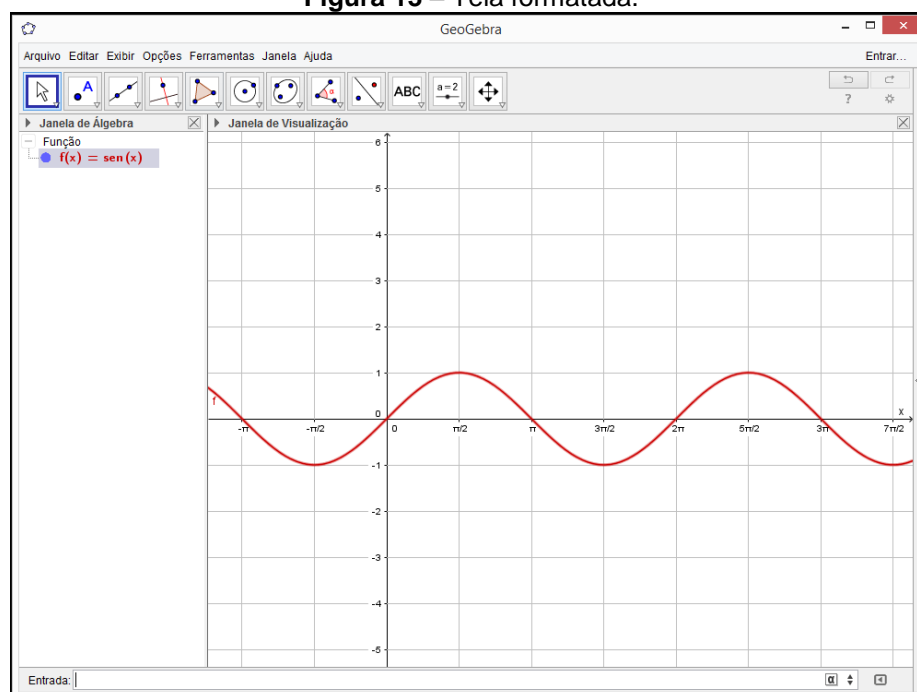 Figura 13 – Tela formatada.
GeoGebra
Arquivo Editar Exibir Opções Ferramentas Janela Ajuda
Entrar...
A
α
ABC
a=2
?
Janela de Álgebra
Janela de Visualização
Função
f(x) = sen(x)
6
5
4
3
2
1
0
-1
-2
-3
-4
-5
f
x
-π
-π/2
0
π/2
π
3π/2
2π
5π/2
3π
7π/2
Entrada:
α